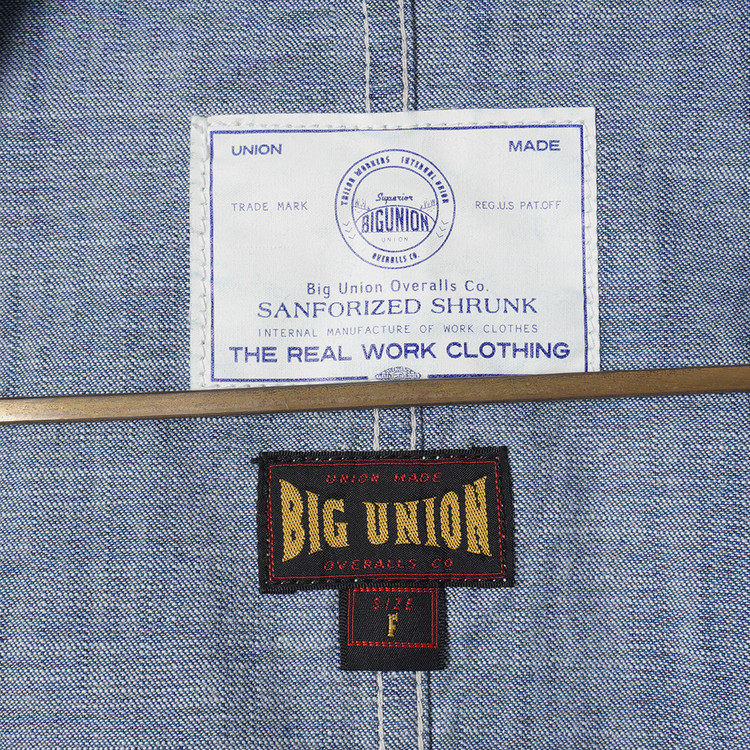 UNION MADE
TAILOR WORKERS INTERNAL UNION
TRADE MARK
Superior
REG.U.S PAT.OFF
BIGUNION
UNION
OVERALLS CO.
Big Union Overalls Co.
SANFORIZED SHRUNK
INTERNAL MANUFACTURE OF WORK CLOTHES
THE REAL WORK CLOTHING
UNION MADE
BIG UNION
OVERALLS CO
SIZE
F